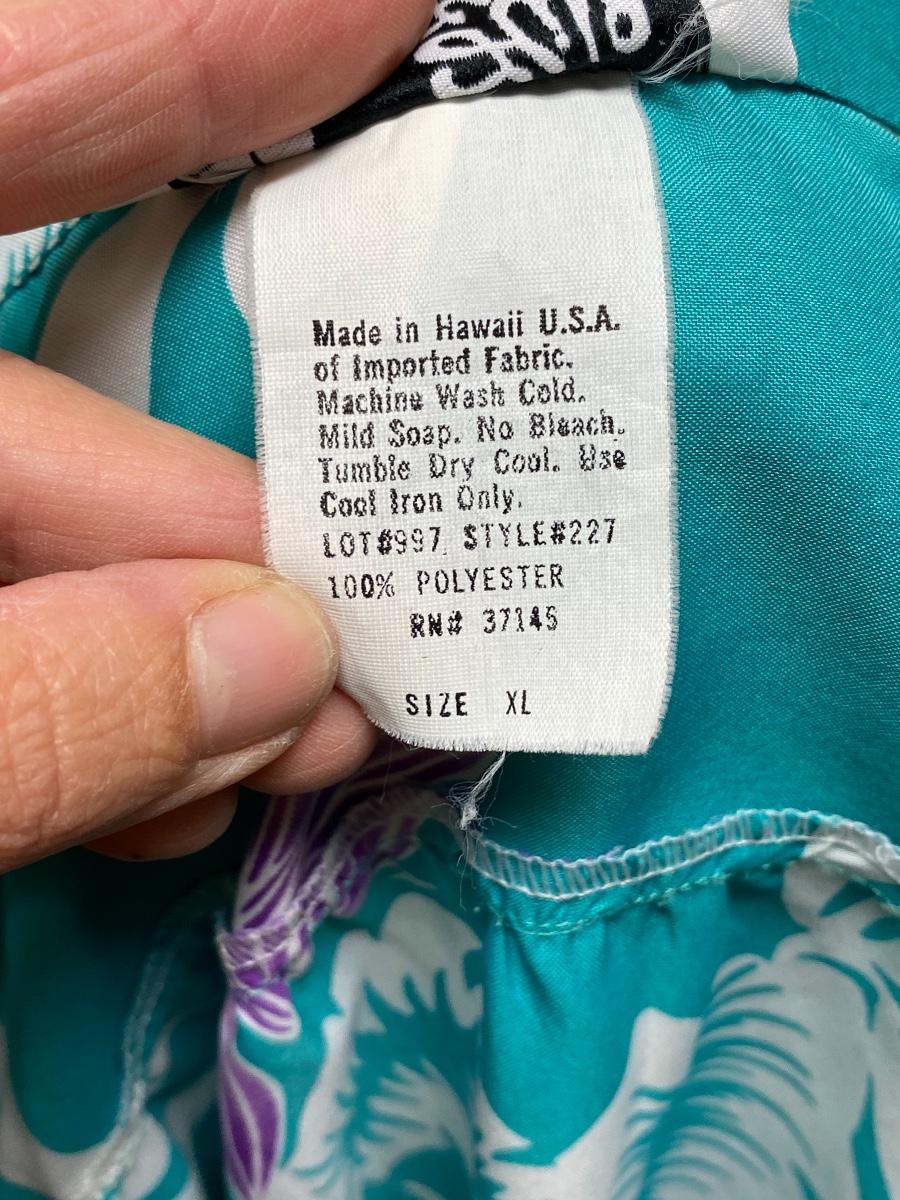 Made in Hawaii U.S.A.
of Imported Fabric.
Machine Wash Cold.
Mild Soap. No Bleach.
Tumble Dry Cool. Use
Cool Iron Only.
LOT#997 STYLE#227
100% POLYESTER
RN# 37145
SIZE XL